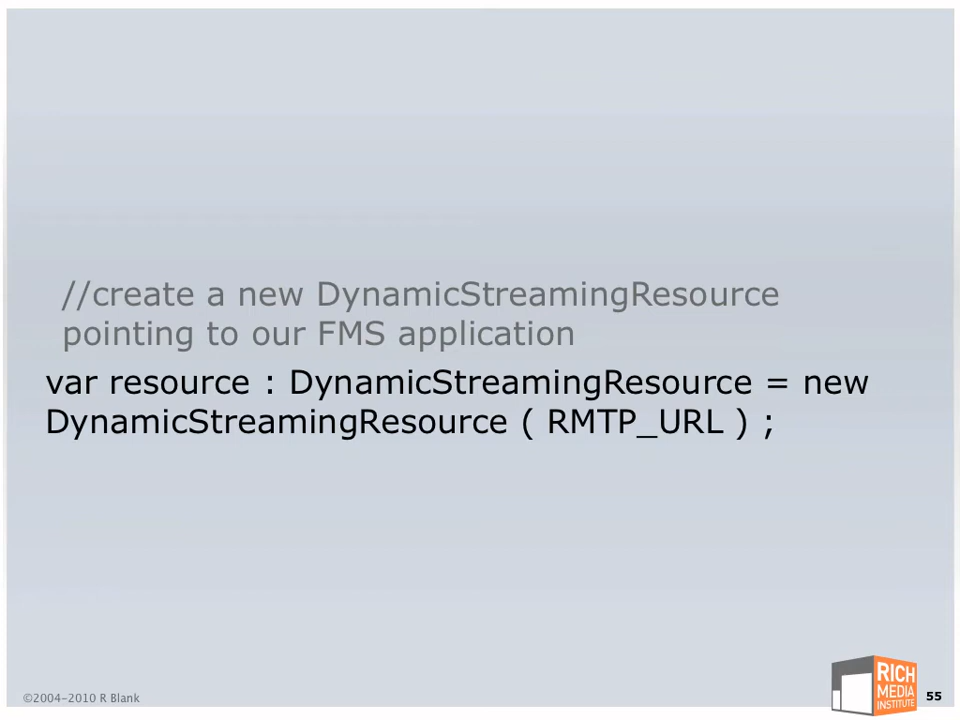 //create a new DynamicStreamingResource
pointing to our FMS application
var resource : DynamicStreamingResource = new
DynamicStreamingResource ( RMTP_URL ) ;
©2004-2010 R Blank
RICH
MEDIA
INSTITUTE
55